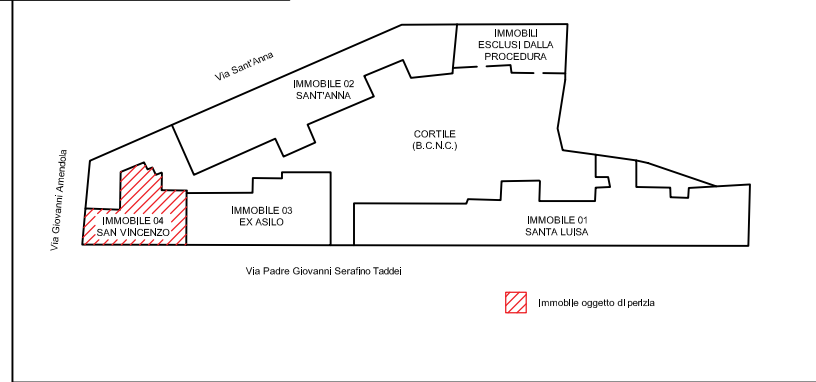 IMMOBILI
ESCLUSI DALLA
PROCEDURA
Via Sant'Anna
IMMOBILE 02
SANT'ANNA
CORTILE
(B.C.N.C.)
Via Giovanni Amendola
IMMOBILE 04
SAN VINCENZO
IMMOBILE 03
EX ASILO
IMMOBILE 01
SANTA LUISA
Via Padre Giovanni Serafino Taddei
Immobile oggetto di perizia